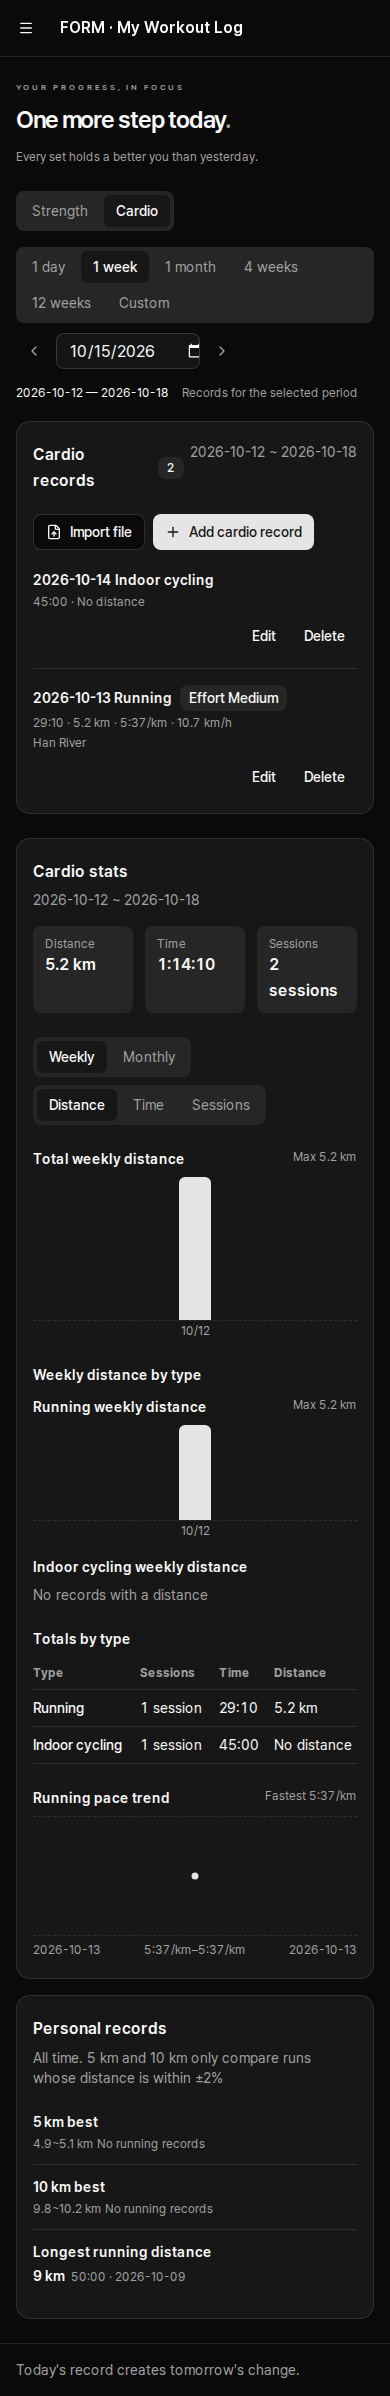 FORM · My Workout Log
YOUR PROGRESS, IN FOCUS
One more step today.
Every set holds a better you than yesterday.
Strength Cardio
1 day 1 week 1 month 4 weeks
12 weeks Custom
10/15/2026
2026-10-12 — 2026-10-18 Records for the selected period
Cardio records 2 2026-10-12 ~ 2026-10-18
Import file Add cardio record
2026-10-14 Indoor cycling
45:00 · No distance
Edit Delete
2026-10-13 Running Effort Medium
29:10 · 5.2 km · 5:37/km · 10.7 km/h
Han River
Edit Delete
Cardio stats
2026-10-12 ~ 2026-10-18
Distance Time Sessions
5.2 km 1:14:10 2 sessions
Weekly Monthly
Distance Time Sessions
Total weekly distance Max 5.2 km
10/12
Weekly distance by type
Running weekly distance Max 5.2 km
10/12
Indoor cycling weekly distance
No records with a distance
Totals by type
Type Sessions Time Distance
Running 1 session 29:10 5.2 km
Indoor cycling 1 session 45:00 No distance
Running pace trend Fastest 5:37/km
2026-10-13 5:37/km–5:37/km 2026-10-13
Personal records
All time. 5 km and 10 km only compare runs
whose distance is within ±2%
5 km best
4.9~5.1 km No running records
10 km best
9.8~10.2 km No running records
Longest running distance
9 km 50:00 · 2026-10-09
Today's record creates tomorrow's change.